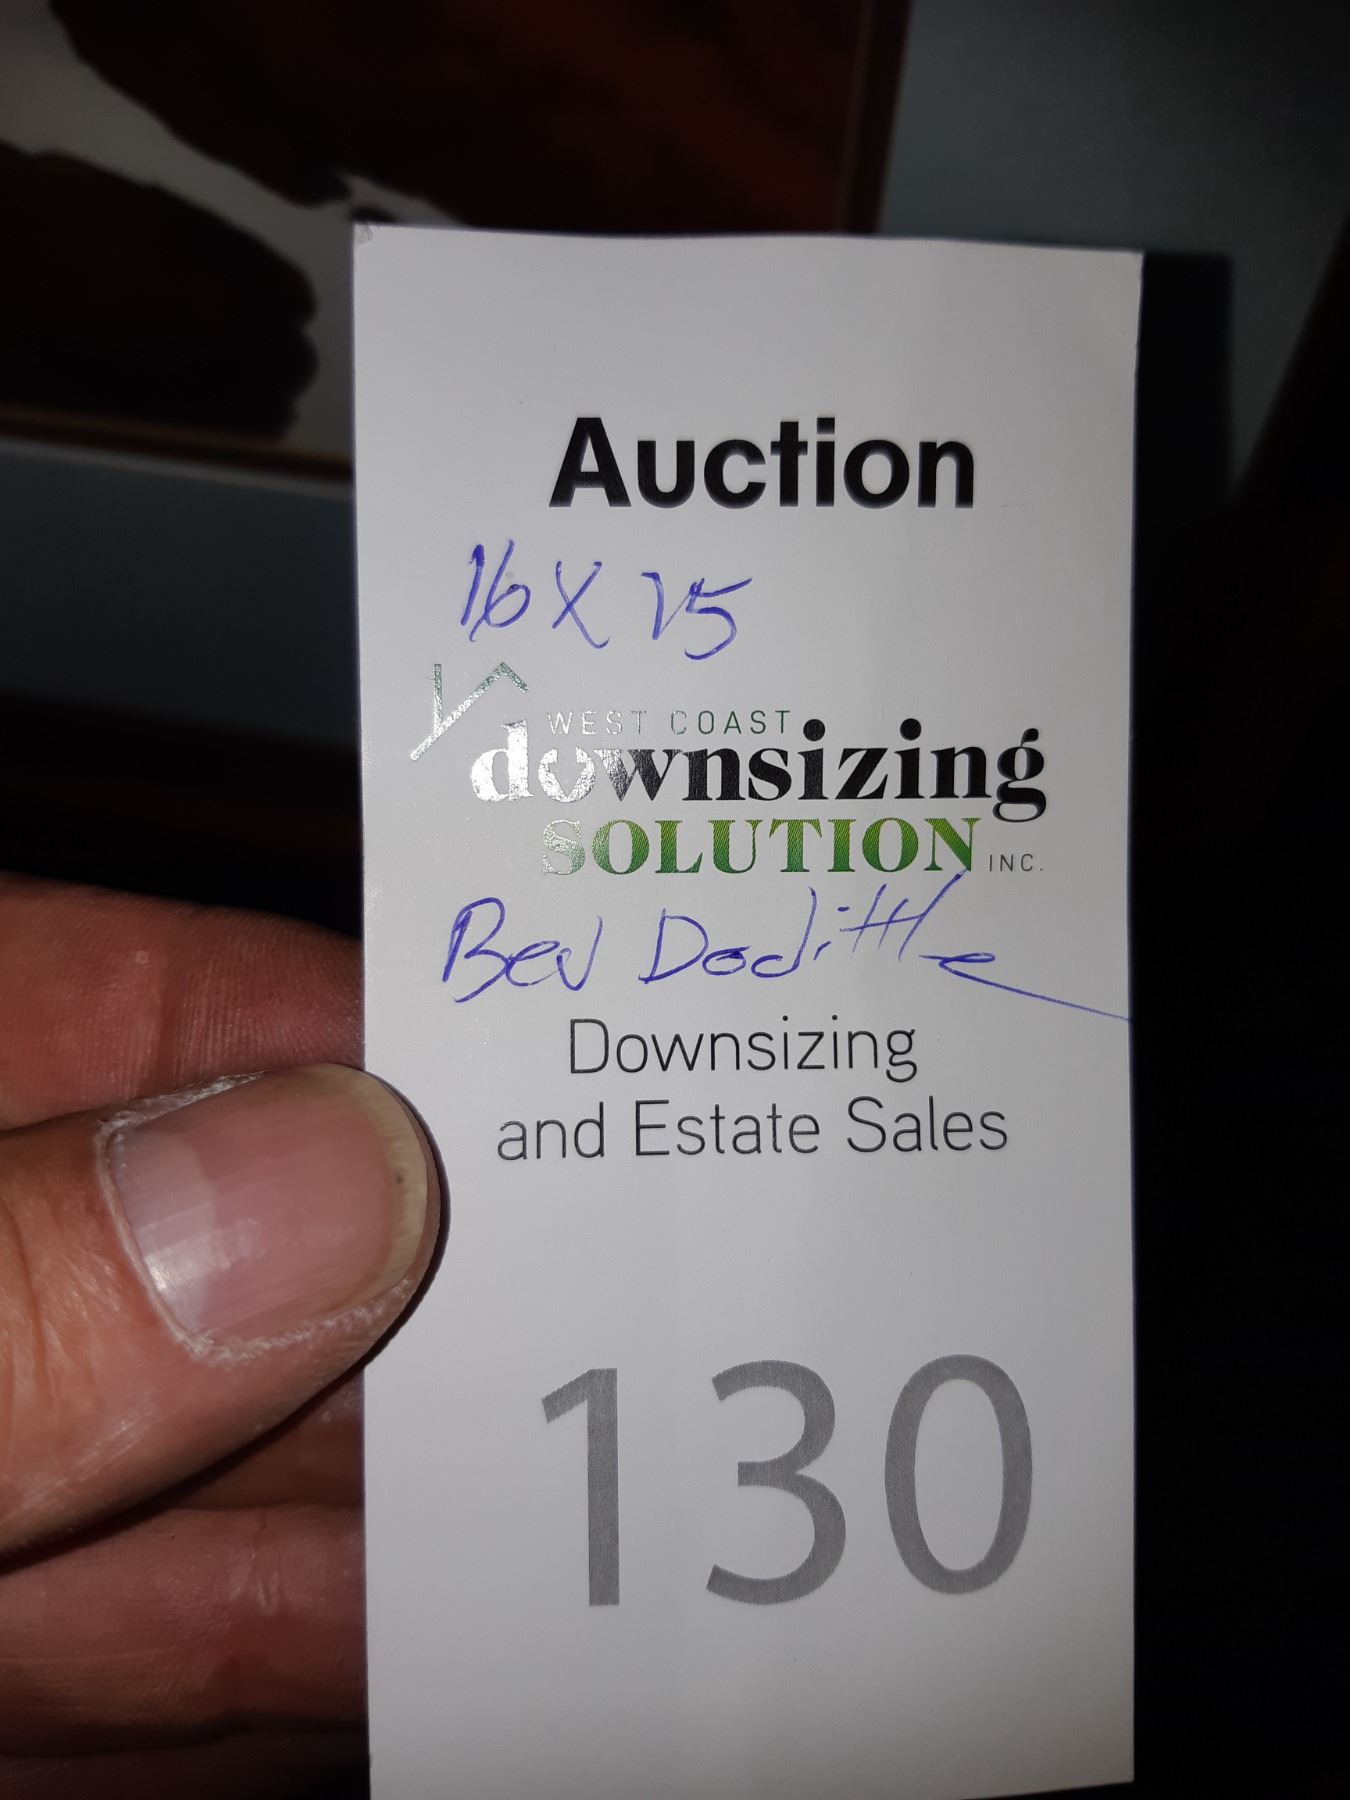 Auction
16 X 25
WEST COAST
downsizing
SOLUTION INC.
Bev Doolittle
Downsizing
and Estate Sales
130